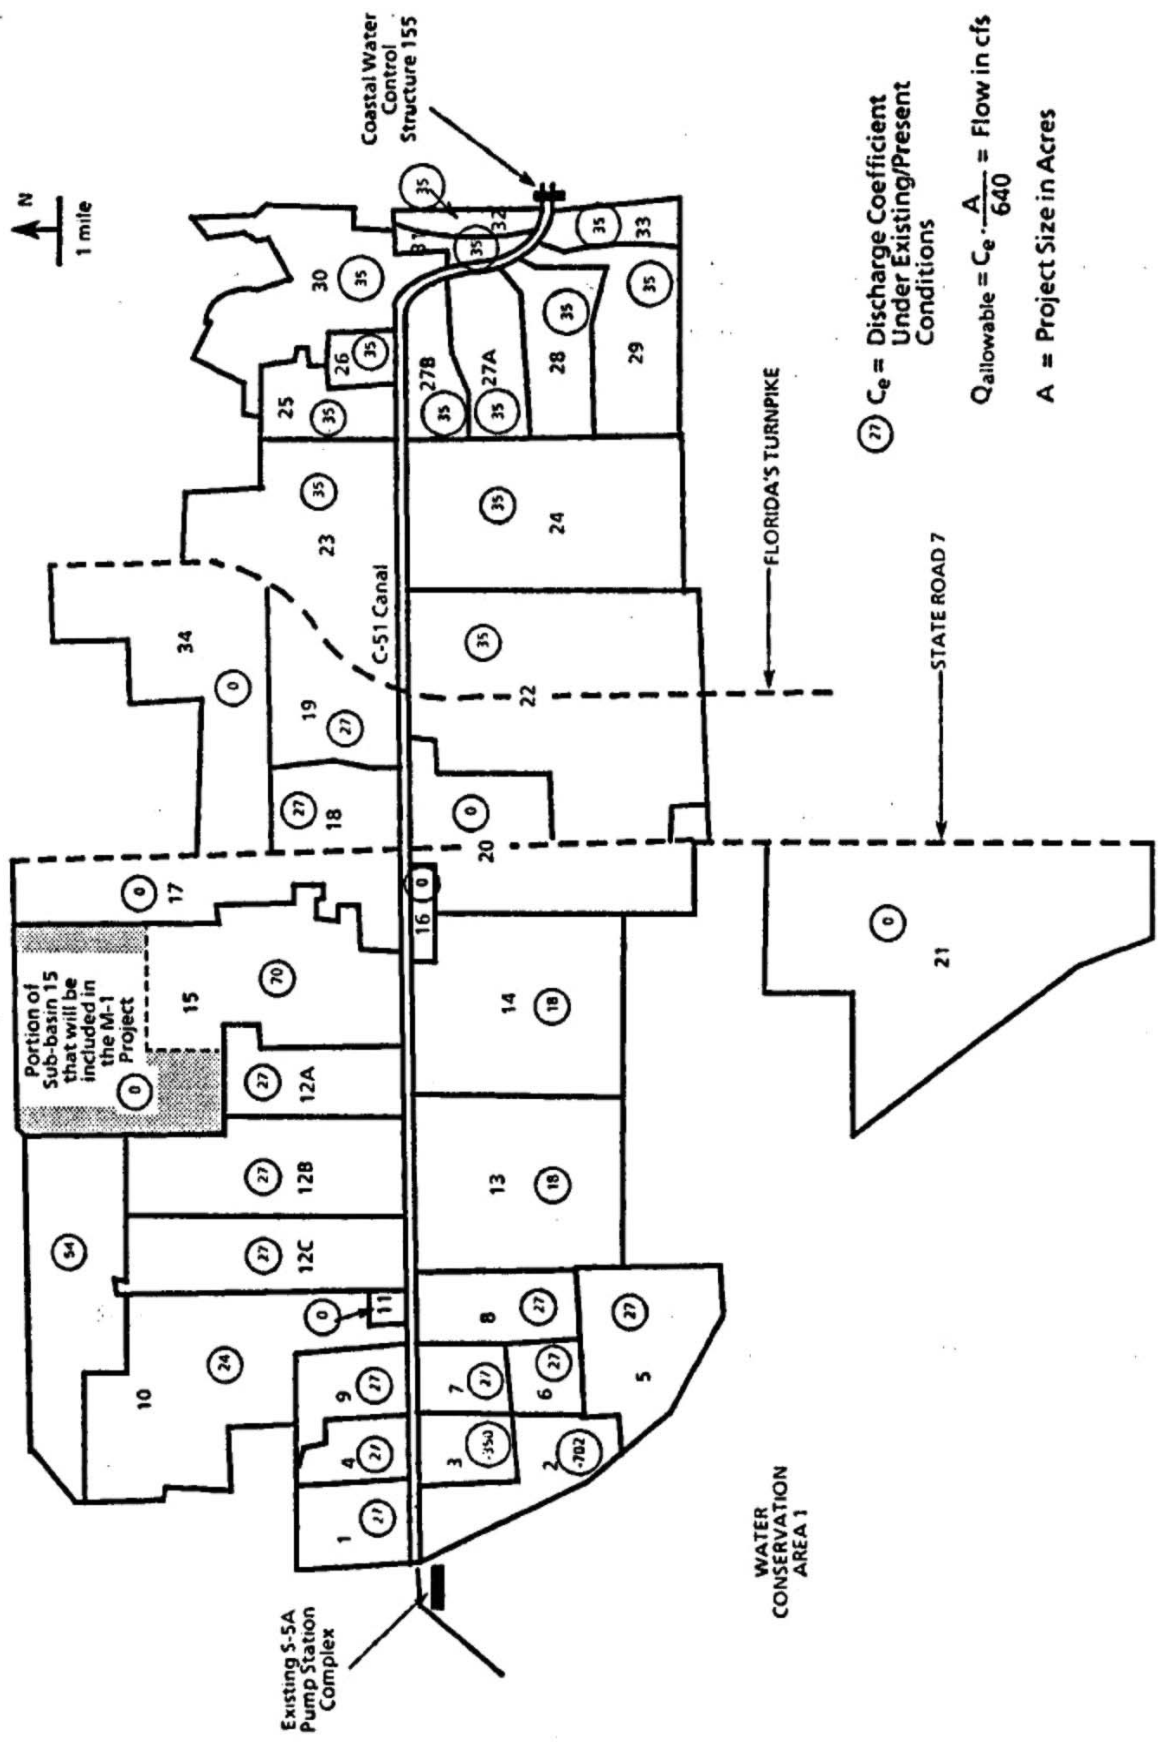 N
1 mile
Coastal Water
Control
Structure 155
Portion of
Sub-basin 15
that will be
included in
the M-1
Project
0
54
10
24
0
11
12C
27
12B
27
12A
27
15
70
17
0
34
0
18
27
19
27
23
35
25
35
26
35
30
35
31
35
32
35
33
35
C-51 Canal
1
27
4
27
9
27
3
-350
2
-702
7
27
6
27
8
27
5
27
13
18
14
18
16
0
20
0
22
35
24
35
27B
35
27A
35
28
35
29
35
21
0
Existing S-5A
Pump Station
Complex
WATER
CONSERVATION
AREA 1
STATE ROAD 7
FLORIDA'S TURNPIKE
27 Ce = Discharge Coefficient
Under Existing/Present
Conditions
Qallowable = Ce · A/640 = Flow in cfs
A = Project Size in Acres